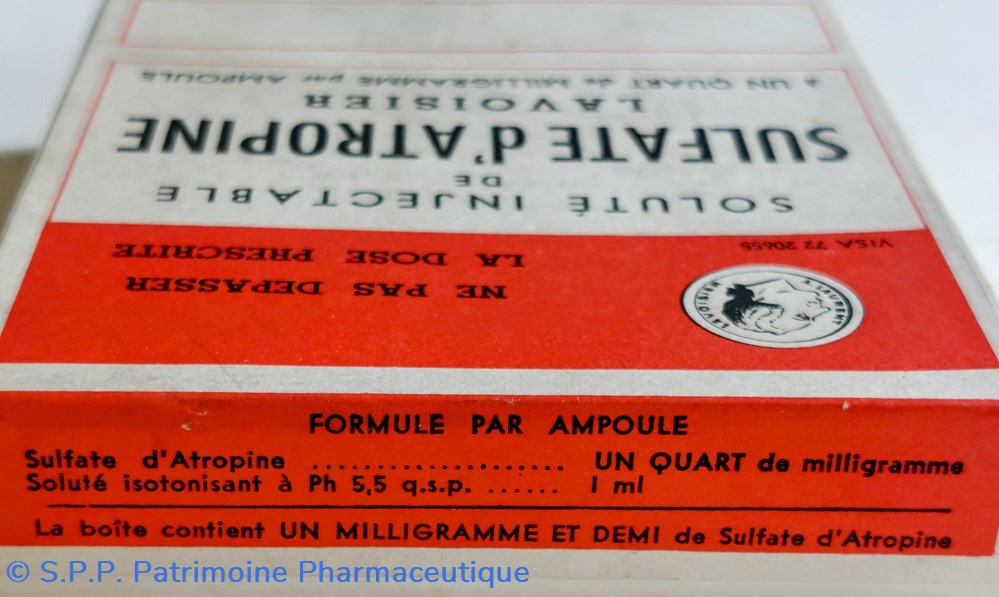 SOLUTÉ INJECTABLE
DE
SULFATE d'ATROPINE
LAVOISIER
à UN QUART de MILLIGRAMME par AMPOULE
VISA 72 20655
NE PAS DEPASSER
LA DOSE PRESCRITE
LAVOISIER
A. LAURENT
FORMULE PAR AMPOULE
Sulfate d'Atropine .................... UN QUART de milligramme
Soluté isotonisant à Ph 5,5 q.s.p. ...... 1 ml
La boîte contient UN MILLIGRAMME ET DEMI de Sulfate d'Atropine
© S.P.P. Patrimoine Pharmaceutique